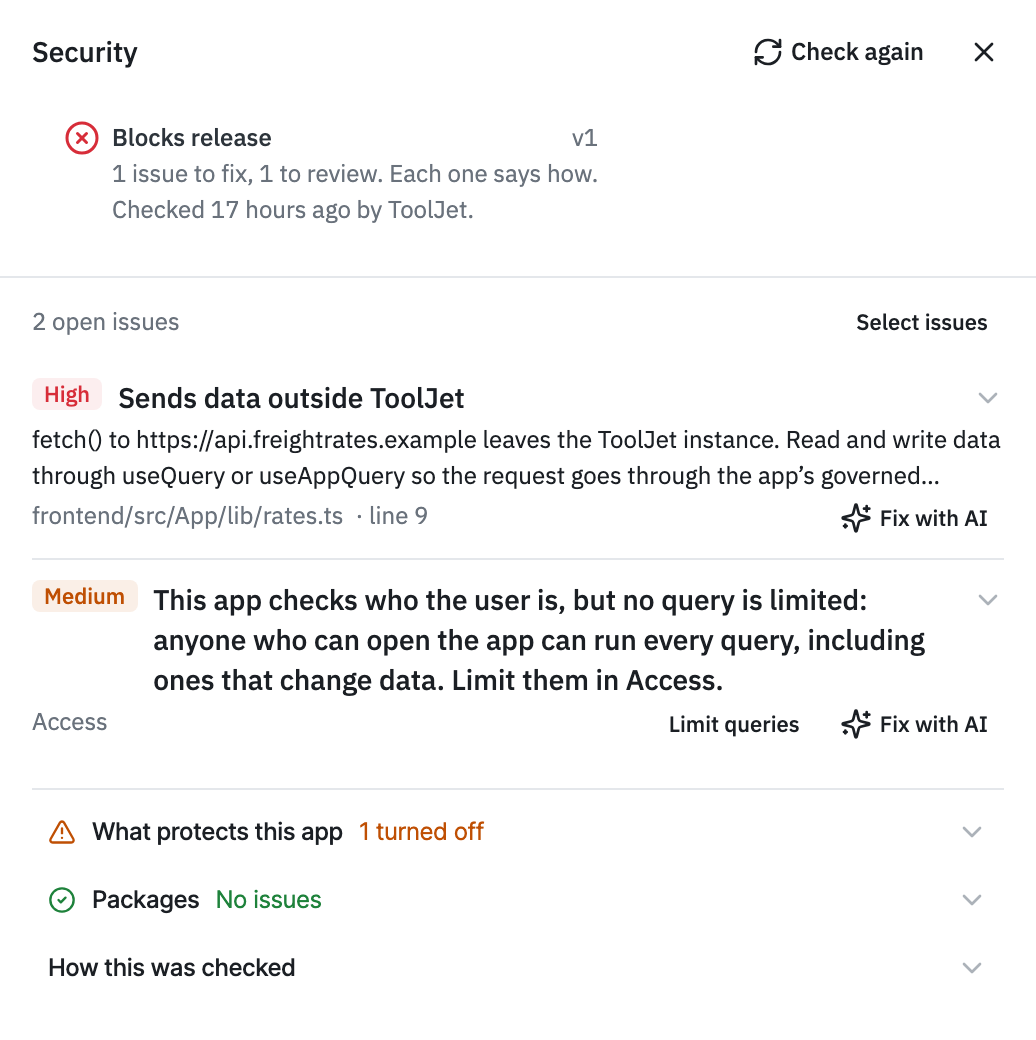 Security
Check again
Blocks release
v1
1 issue to fix, 1 to review. Each one says how.
Checked 17 hours ago by ToolJet.
2 open issues
Select issues
High
Sends data outside ToolJet
fetch() to https://api.freightrates.example leaves the ToolJet instance. Read and write data
through useQuery or useAppQuery so the request goes through the app’s governed...
frontend/src/App/lib/rates.ts · line 9
Fix with AI
Medium
This app checks who the user is, but no query is limited:
anyone who can open the app can run every query, including
ones that change data. Limit them in Access.
Access
Limit queries
Fix with AI
What protects this app 1 turned off
Packages No issues
How this was checked